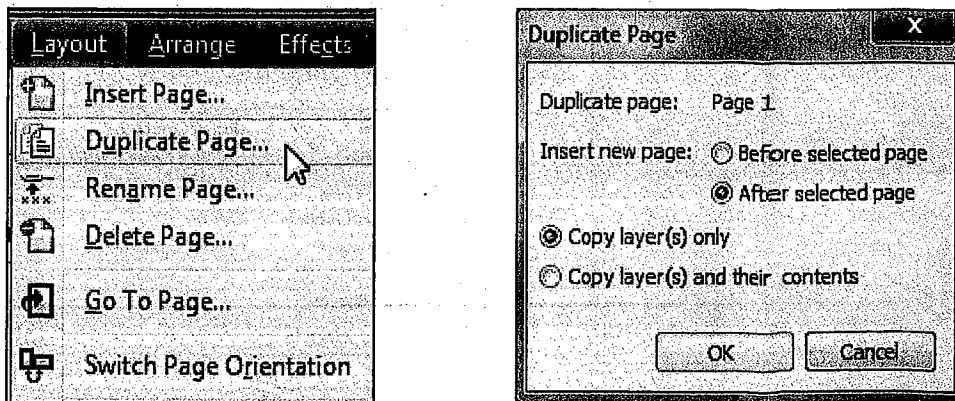 Layout Arrange Effects
Insert Page...
Duplicate Page...
Rename Page...
Delete Page...
Go To Page...
Switch Page Orientation
Duplicate Page X
Duplicate page: Page 1
Insert new page: Before selected page
After selected page
Copy layer(s) only
Copy layer(s) and their contents
OK Cancel